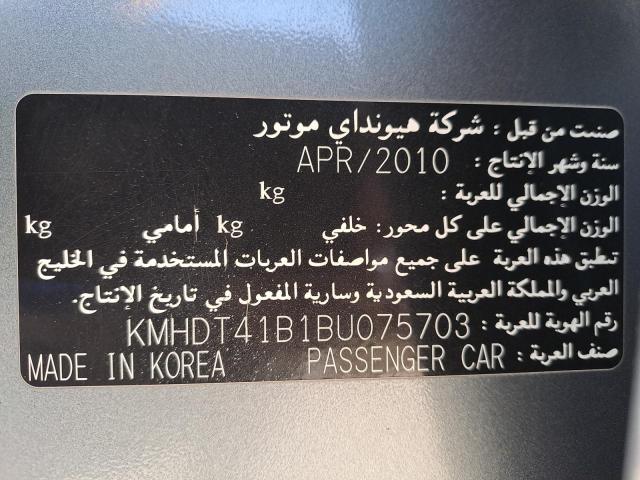 صنعت من قبل : شركة هيونداي موتور
سنة وشهر الإنتاج : APR/2010
الوزن الإجمالي للعربة : kg
الوزن الإجمالي على كل محور: خلفي kg أمامي kg
تنطبق هذه العربة على جميع مواصفات العربات المستخدمة في الخليج
العربي والمملكة العربية السعودية وسارية المفعول في تاريخ الإنتاج.
رقم الهوية للعربة : KMHDT41B1BU075703
صنف العربة : PASSENGER CAR MADE IN KOREA